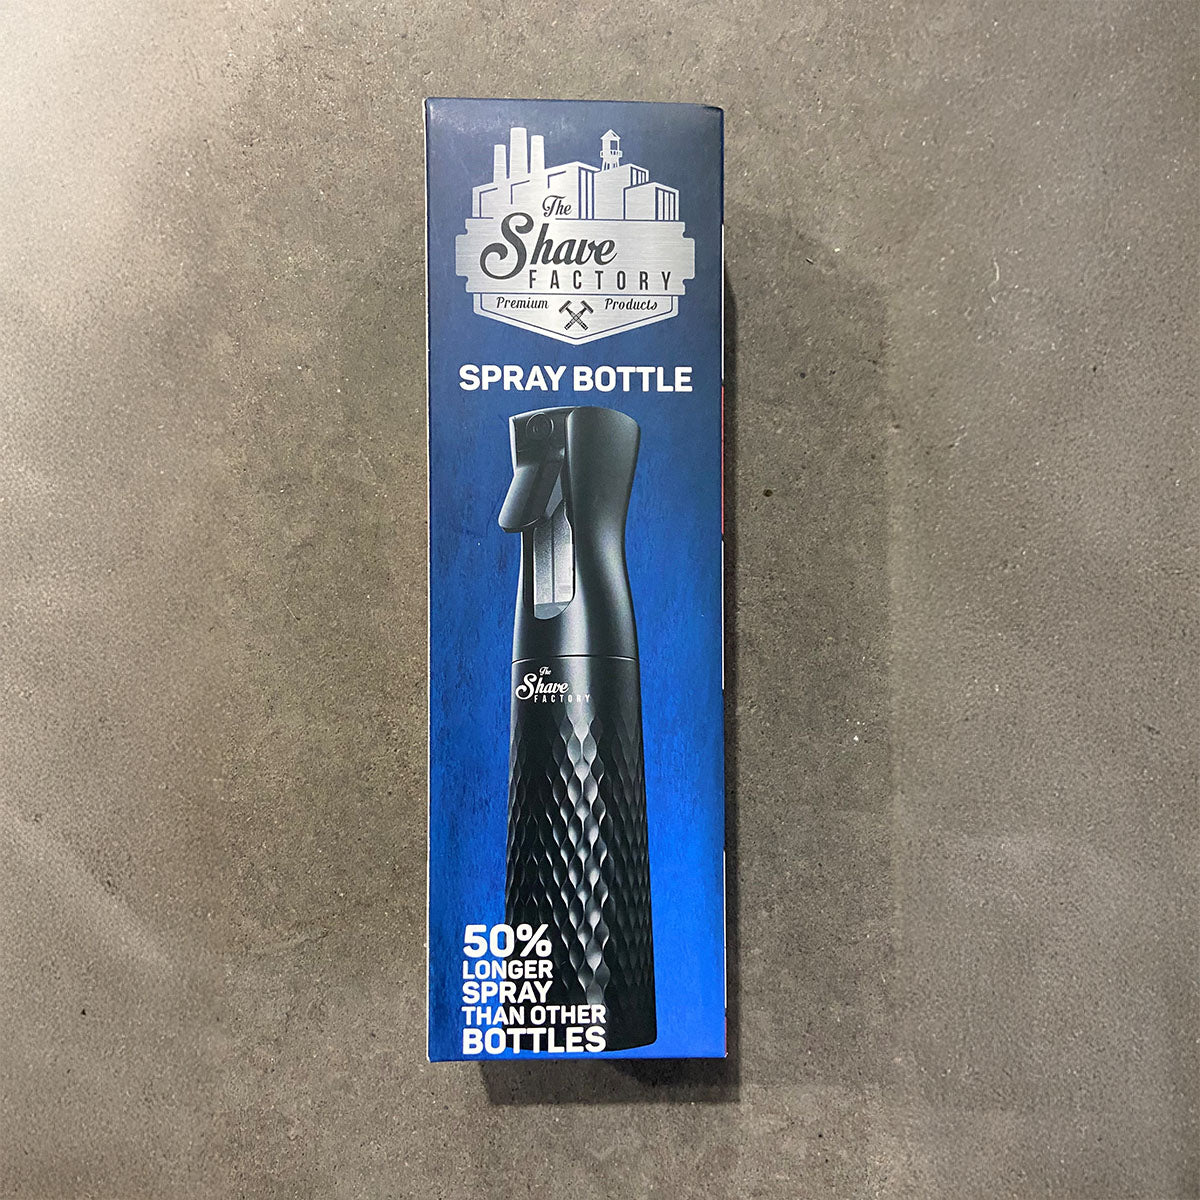 The
Shave
FACTORY
Premium Products
SPRAY BOTTLE
The
Shave
FACTORY
50%
LONGER
SPRAY
THAN OTHER
BOTTLES